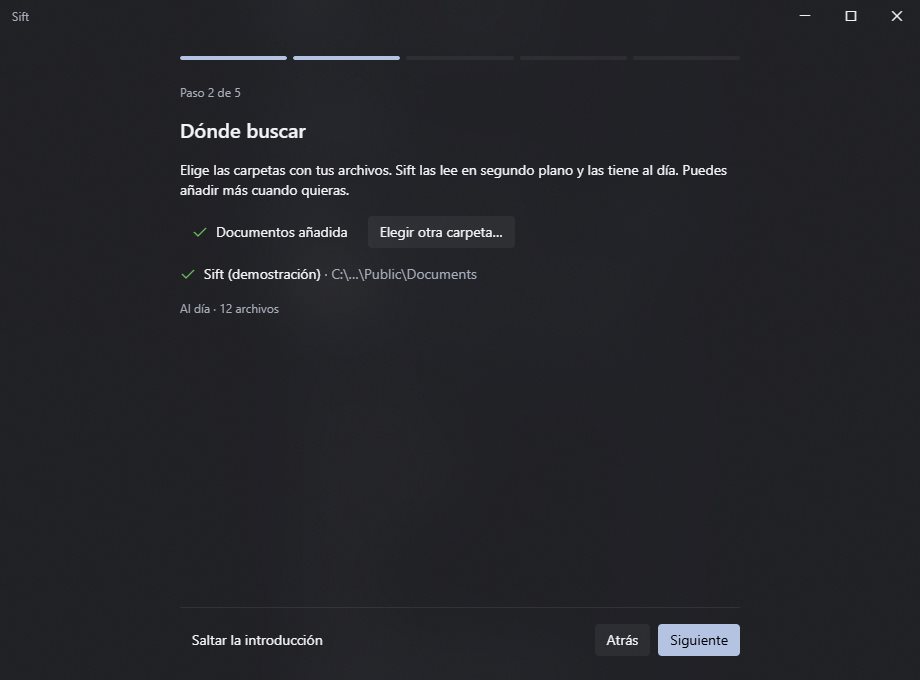 Sift
Paso 2 de 5
Dónde buscar
Elige las carpetas con tus archivos. Sift las lee en segundo plano y las tiene al día. Puedes
añadir más cuando quieras.
Documentos añadida
Elegir otra carpeta...
Sift (demostración) · C:\...\Public\Documents
Al día · 12 archivos
Saltar la introducción
Atrás
Siguiente